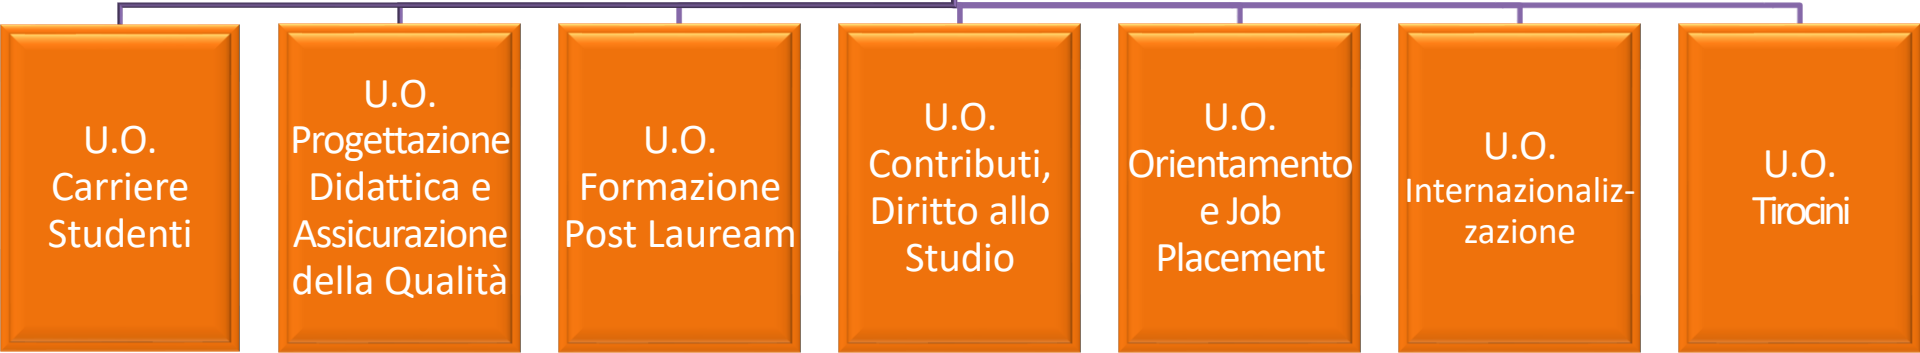 U.O.
Carriere
Studenti
U.O.
Progettazione
Didattica e
Assicurazione
della Qualità
U.O.
Formazione
Post Lauream
U.O.
Contributi,
Diritto allo
Studio
U.O.
Orientamento
e Job
Placement
U.O.
Internazionaliz-
zazione
U.O.
Tirocini